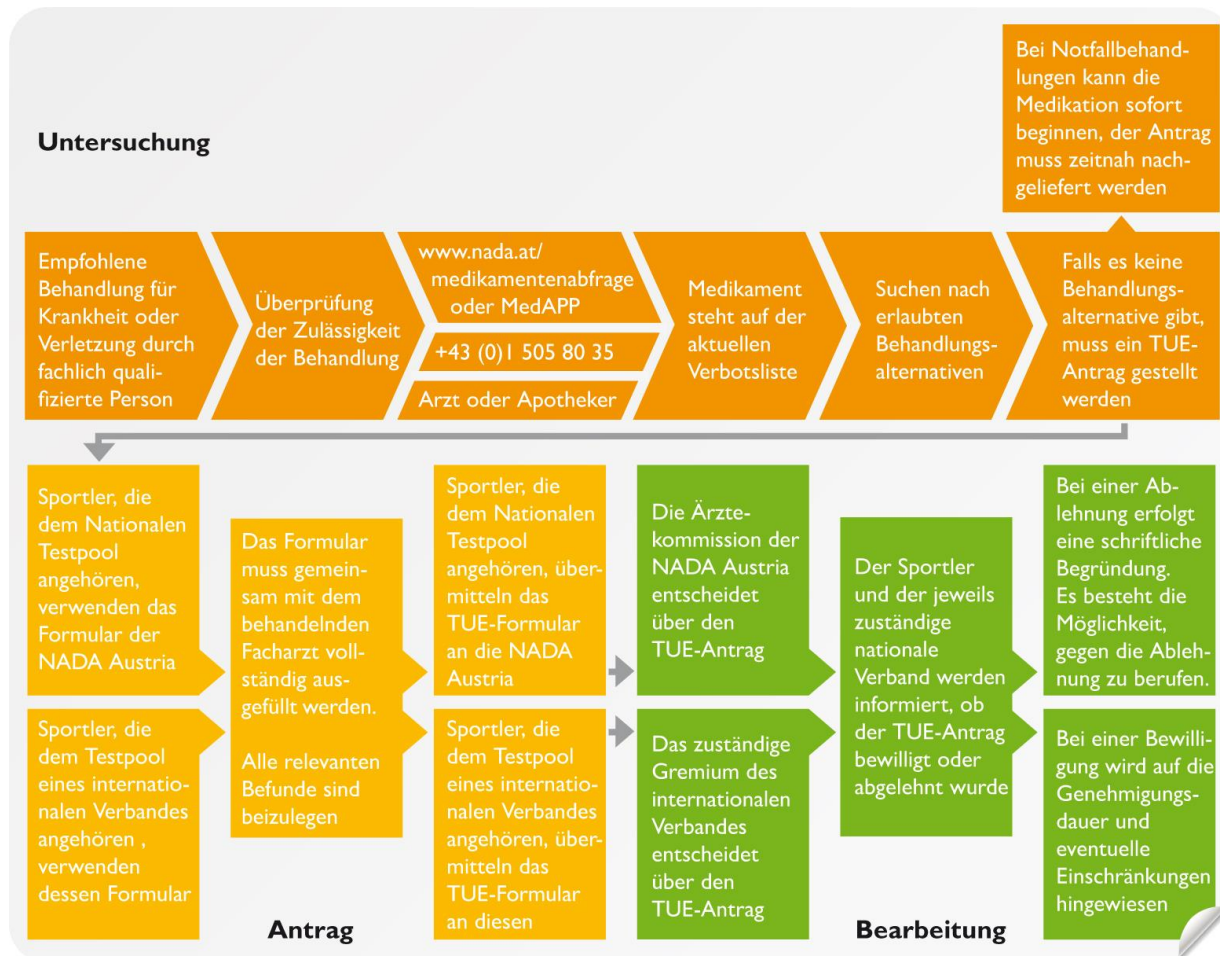 Untersuchung
Bei Notfallbehand-
lungen kann die
Medikation sofort
beginnen, der Antrag
muss zeitnah nach-
geliefert werden
Empfohlene
Behandlung für
Krankheit oder
Verletzung durch
fachlich quali-
fizierte Person
Überprüfung
der Zulässigkeit
der Behandlung
www.nada.at/
medikamentenabfrage
oder MedAPP
+43 (0)1 505 80 35
Arzt oder Apotheker
Medikament
steht auf der
aktuellen
Verbotsliste
Suchen nach
erlaubten
Behandlungs-
alternativen
Falls es keine
Behandlungs-
alternative gibt,
muss ein TUE-
Antrag gestellt
werden
Sportler, die
dem Nationalen
Testpool
angehören,
verwenden das
Formular der
NADA Austria
Sportler, die
dem Testpool
eines internatio-
nalen Verbandes
angehören ,
verwenden
dessen Formular
Das Formular
muss gemein-
sam mit dem
behandelnden
Facharzt voll-
ständig aus-
gefüllt werden.
Alle relevanten
Befunde sind
beizulegen
Sportler, die
dem Nationalen
Testpool
angehören, über-
mitteln das
TUE-Formular
an die NADA
Austria
Sportler, die
dem Testpool
eines internatio-
nalen Verbandes
angehören, über-
mitteln das
TUE-Formular
an diesen
Antrag
Die Ärzte-
kommission der
NADA Austria
entscheidet
über den
TUE-Antrag
Das zuständige
Gremium des
internationalen
Verbandes
entscheidet
über den
TUE-Antrag
Der Sportler
und der jeweils
zuständige
nationale
Verband werden
informiert, ob
der TUE-Antrag
bewilligt oder
abgelehnt wurde
Bei einer Ab-
lehnung erfolgt
eine schriftliche
Begründung.
Es besteht die
Möglichkeit,
gegen die Ableh-
nung zu berufen.
Bei einer Bewilli-
gung wird auf die
Genehmigungs-
dauer und
eventuelle
Einschränkungen
hingewiesen
Bearbeitung